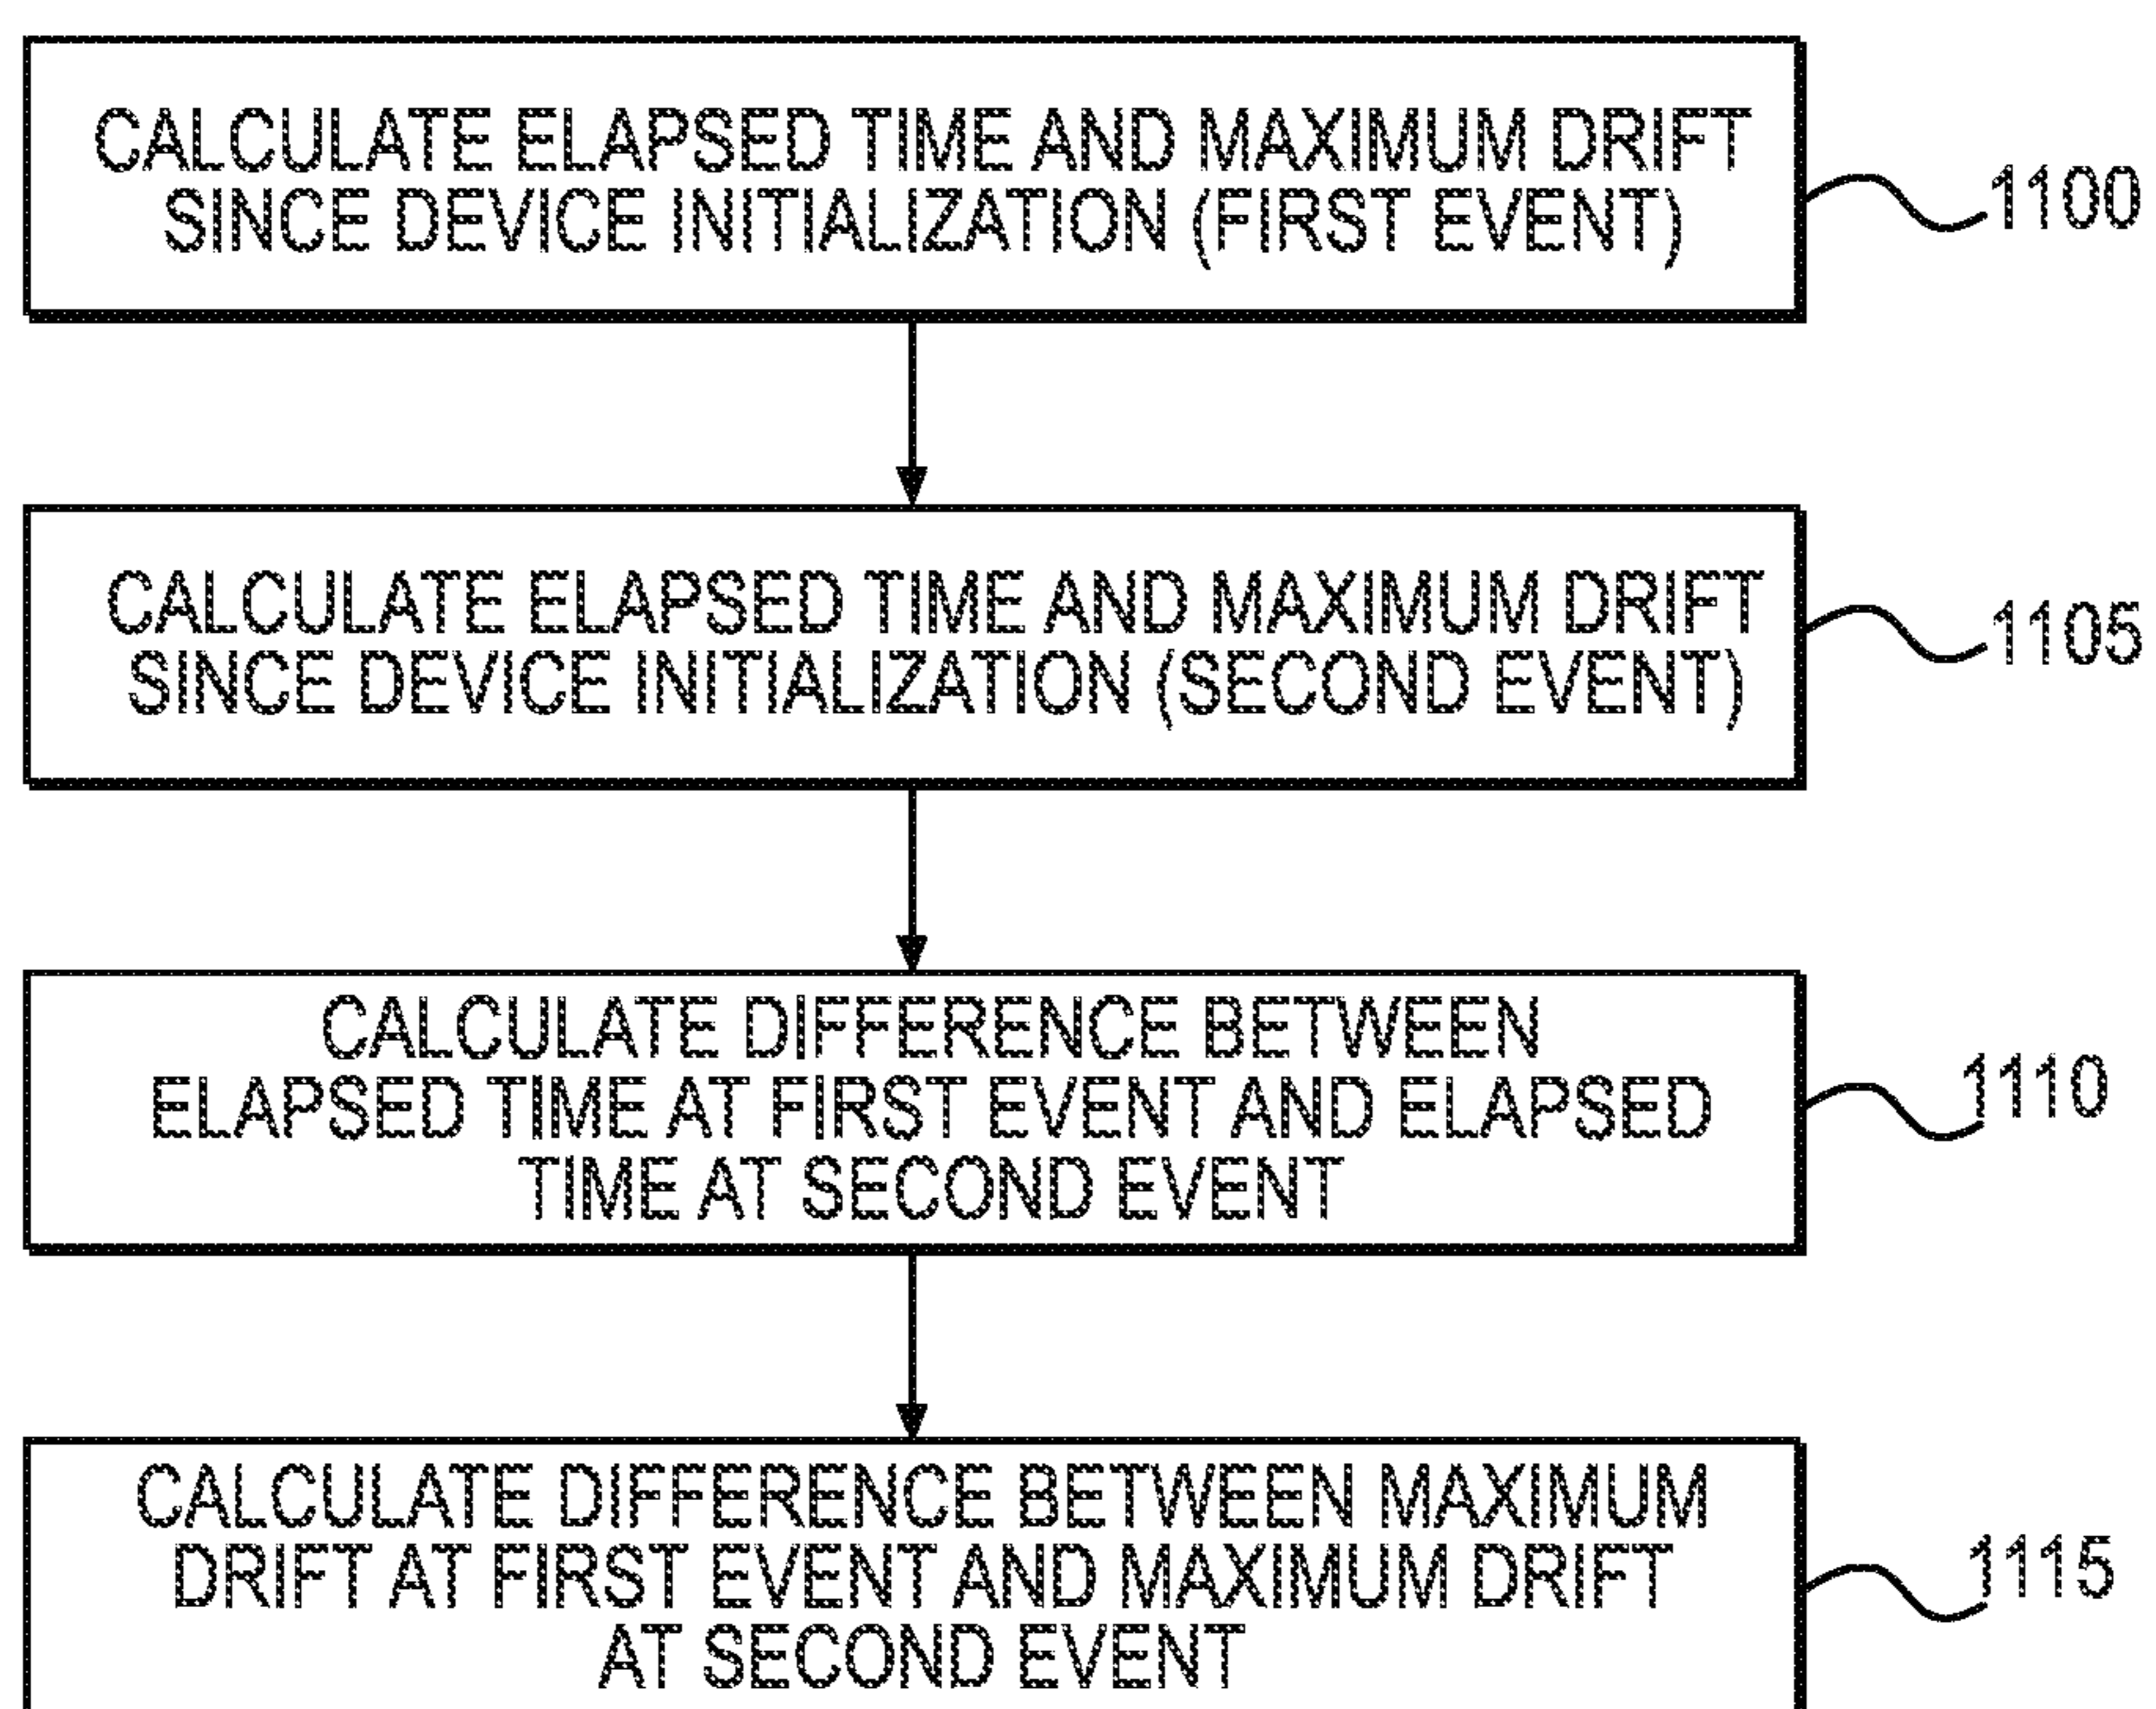 CALCULATE ELAPSED TIME AND MAXIMUM DRIFT
SINCE DEVICE INITIALIZATION (FIRST EVENT)
1100
CALCULATE ELAPSED TIME AND MAXIMUM DRIFT
SINCE DEVICE INITIALIZATION (SECOND EVENT)
1105
CALCULATE DIFFERENCE BETWEEN
ELAPSED TIME AT FIRST EVENT AND ELAPSED
TIME AT SECOND EVENT
1110
CALCULATE DIFFERENCE BETWEEN MAXIMUM
DRIFT AT FIRST EVENT AND MAXIMUM DRIFT
AT SECOND EVENT
1115